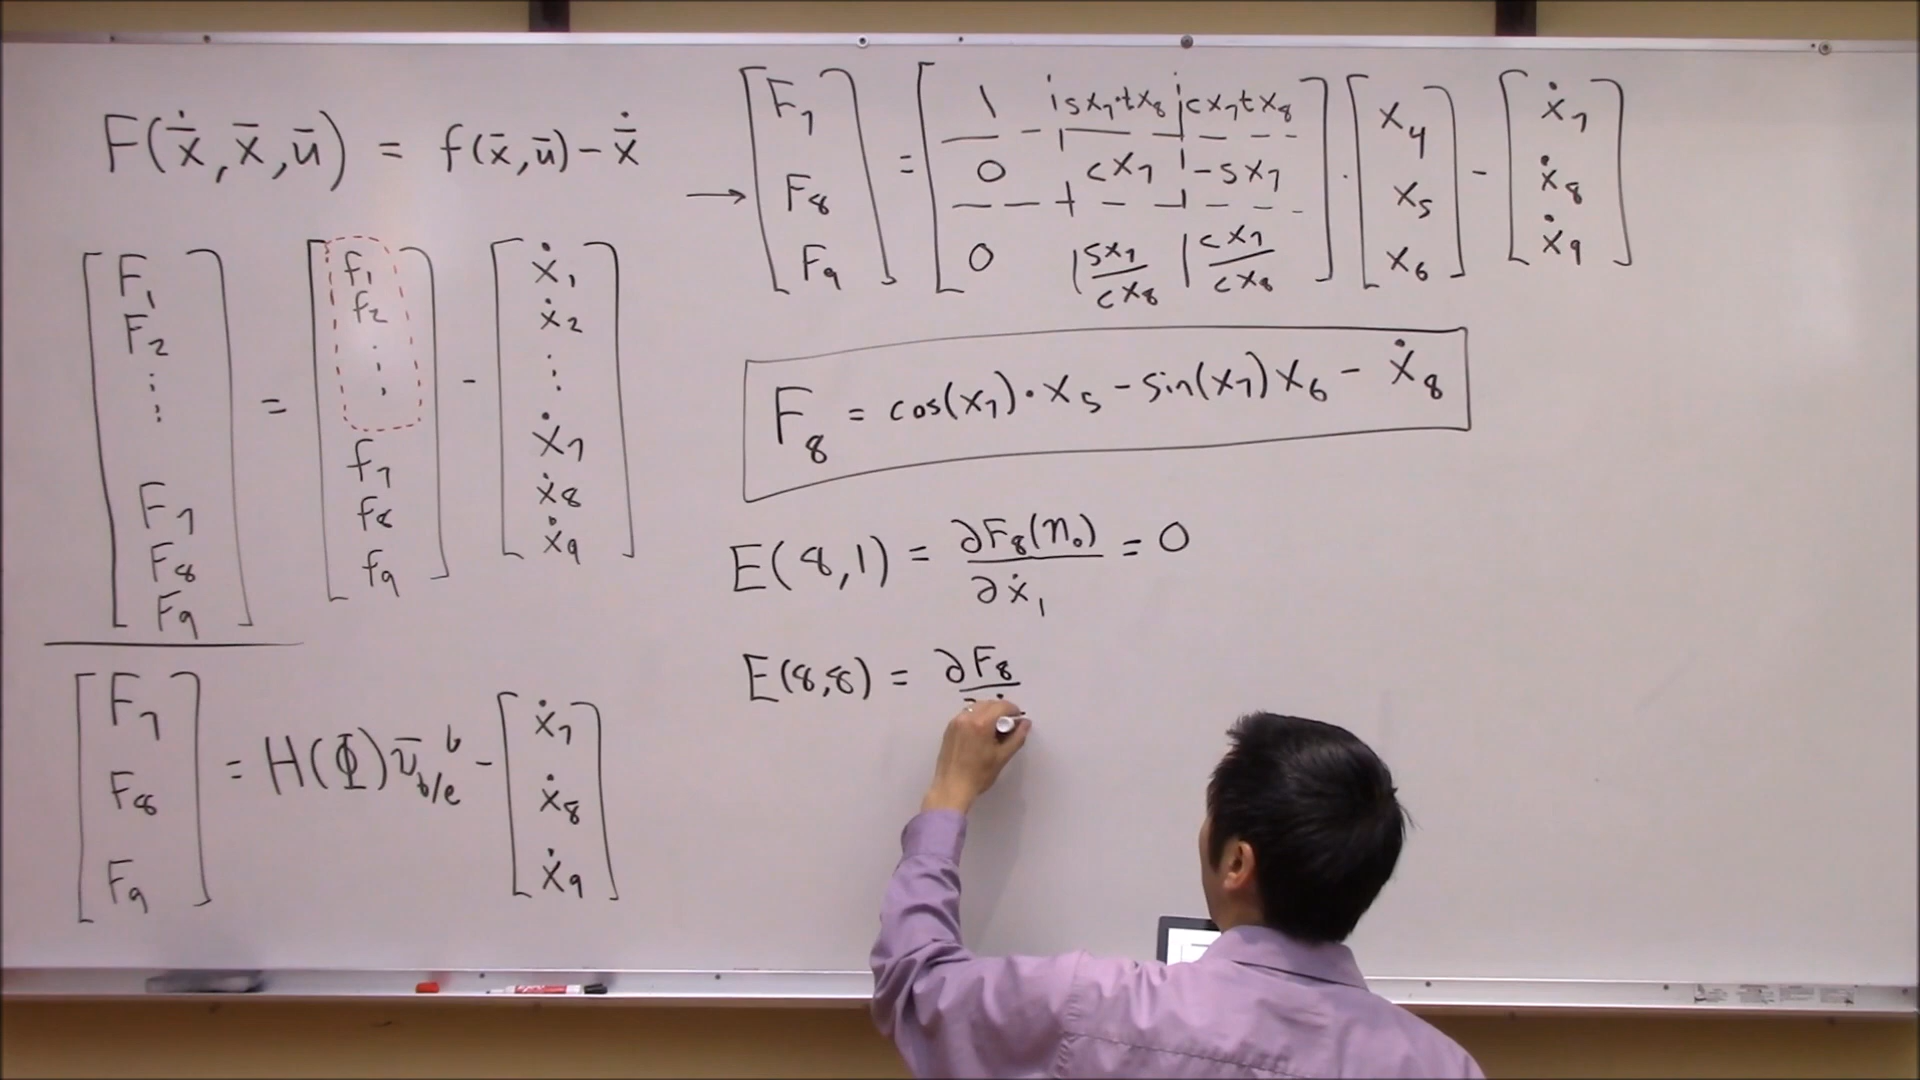 F(ẋ̄, x̄, ū) = f(x̄, ū) - ẋ̄
[F₁ F₂ ⋮ F₇ F₈ F₉] = [f₁ f₂ ⋮ f₇ f₈ f₉] - [ẋ₁ ẋ₂ ⋮ ẋ₇ ẋ₈ ẋ₉]
[F₇ F₈ F₉] = H(Φ) v̄ᵇ b/e - [ẋ₇ ẋ₈ ẋ₉]
→ [F₇ F₈ F₉] = [1 | sx₇·tx₈ | cx₇tx₈
0 | cx₇ | -sx₇
0 | sx₇/cx₈ | cx₇/cx₈] · [x₄ x₅ x₆] - [ẋ₇ ẋ₈ ẋ₉]
F₈ = cos(x₇)·x₅ - sin(x₇)x₆ - ẋ₈
E(8,1) = ∂F₈(n₀)/∂ẋ₁ = 0
E(8,8) = ∂F₈